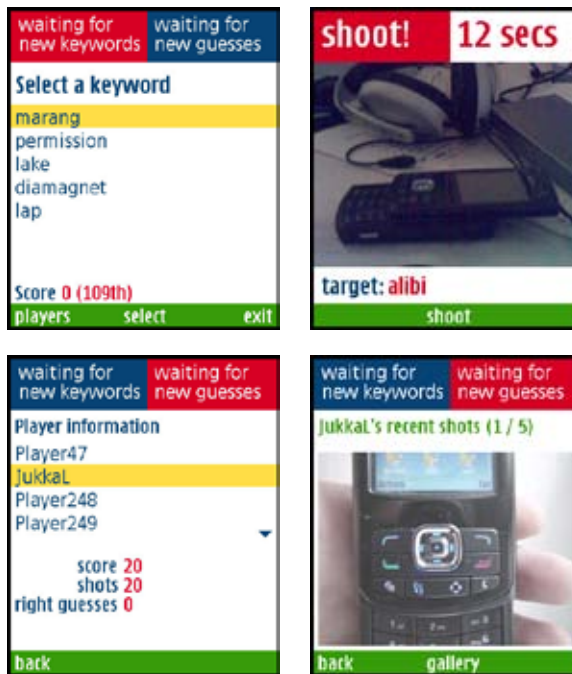 waiting for
new keywords
waiting for
new guesses
Select a keyword
marang
permission
lake
diamagnet
lap
Score 0 (109th)
players select exit
shoot! 12 secs
target: alibi
shoot
waiting for
new keywords
waiting for
new guesses
Player information
Player47
JukkaL
Player248
Player249
score 20
shots 20
right guesses 0
back
waiting for
new keywords
waiting for
new guesses
JukkaL's recent shots (1 / 5)
back gallery